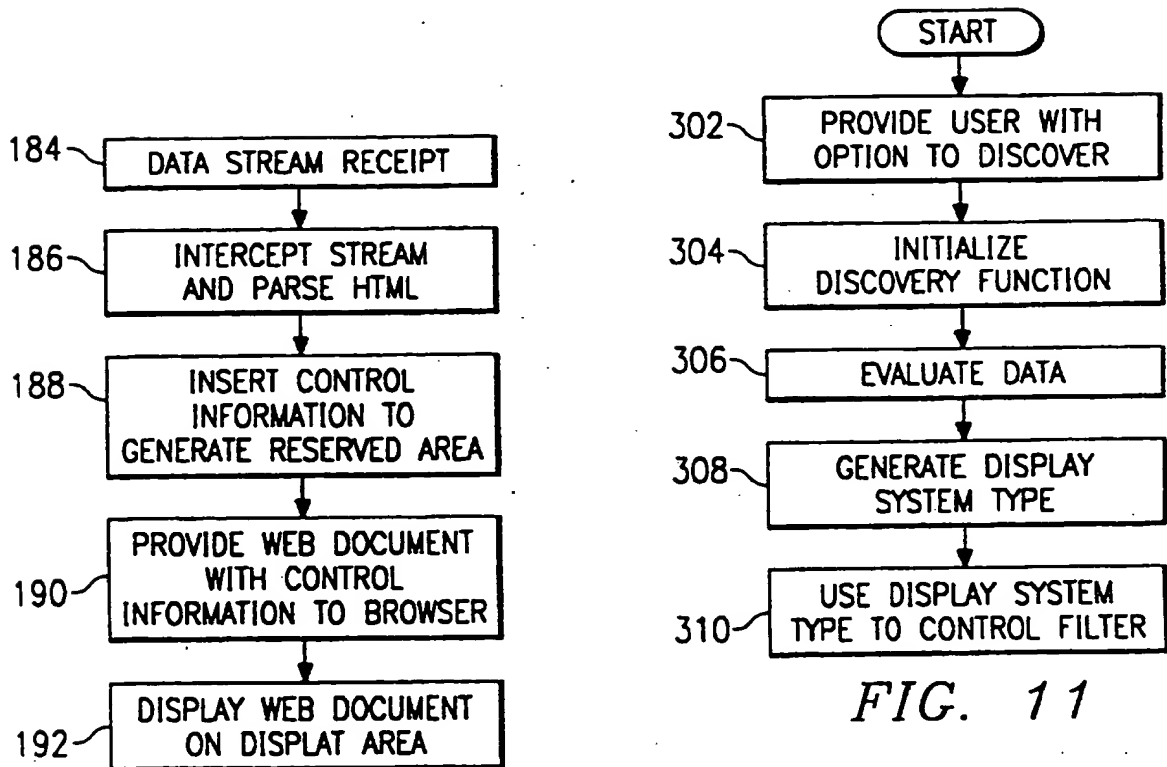 184
DATA STREAM RECEIPT
186
INTERCEPT STREAM
AND PARSE HTML
188
INSERT CONTROL
INFORMATION TO
GENERATE RESERVED AREA
190
PROVIDE WEB DOCUMENT
WITH CONTROL
INFORMATION TO BROWSER
192
DISPLAY WEB DOCUMENT
ON DISPLAT AREA
START
302
PROVIDE USER WITH
OPTION TO DISCOVER
304
INITIALIZE
DISCOVERY FUNCTION
306
EVALUATE DATA
308
GENERATE DISPLAY
SYSTEM TYPE
310
USE DISPLAY SYSTEM
TYPE TO CONTROL FILTER
FIG. 11